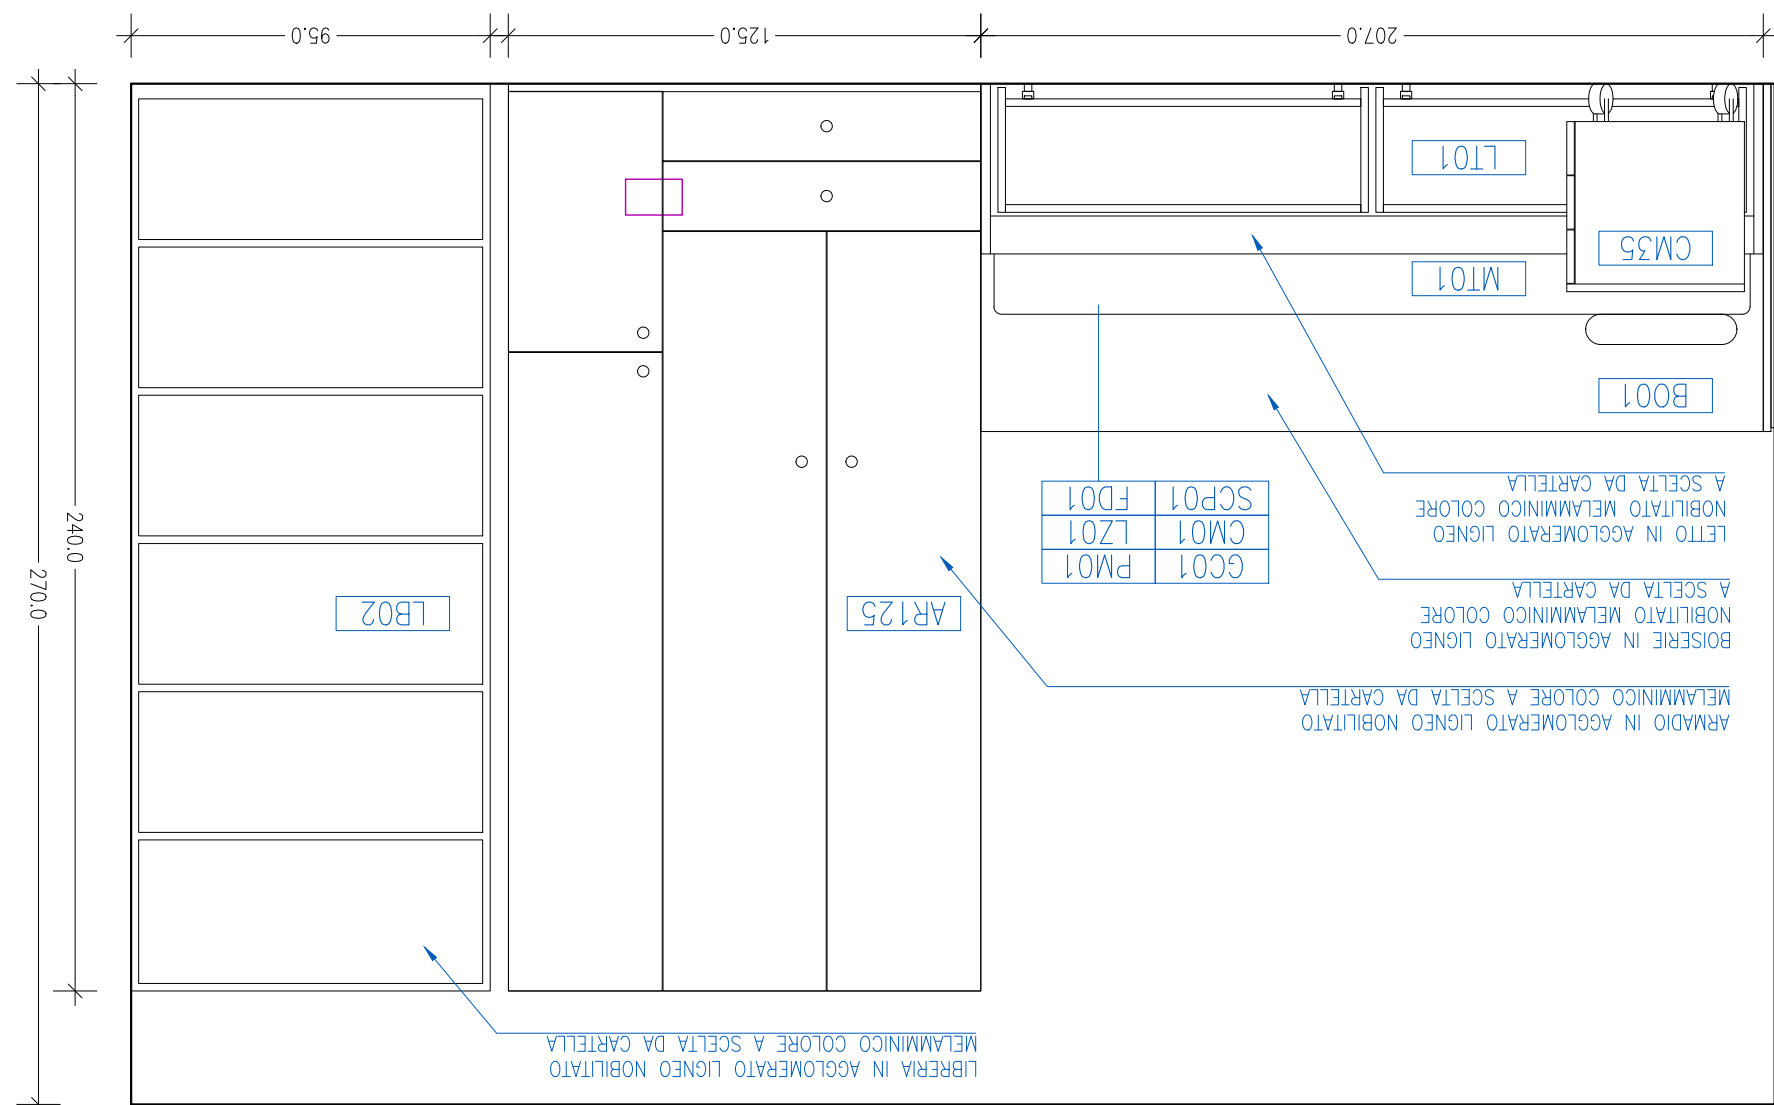 LIBRERIA IN AGGLOMERATO LIGNEO NOBILITATO
MELAMMINICO COLORE A SCELTA DA CARTELLA
ARMADIO IN AGGLOMERATO LIGNEO NOBILITATO
MELAMMINICO COLORE A SCELTA DA CARTELLA
BOISERIE IN AGGLOMERATO LIGNEO
NOBILITATO MELAMMINICO COLORE
A SCELTA DA CARTELLA
LETTO IN AGGLOMERATO LIGNEO
NOBILITATO MELAMMINICO COLORE
A SCELTA DA CARTELLA
AR125
LB02
GC01 PM01
CM01 LZ01
SCP01 FD01
BO01
MT01
CM35
LT01
270.0
240.0
207.0
125.0
95.0